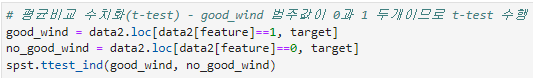 # 평균비교 수치화(t-test) - good_wind 범주값이 0과 1 두개이므로 t-test 수행
good_wind = data2.loc[data2[feature]==1, target]
no_good_wind = data2.loc[data2[feature]==0, target]
spst.ttest_ind(good_wind, no_good_wind)